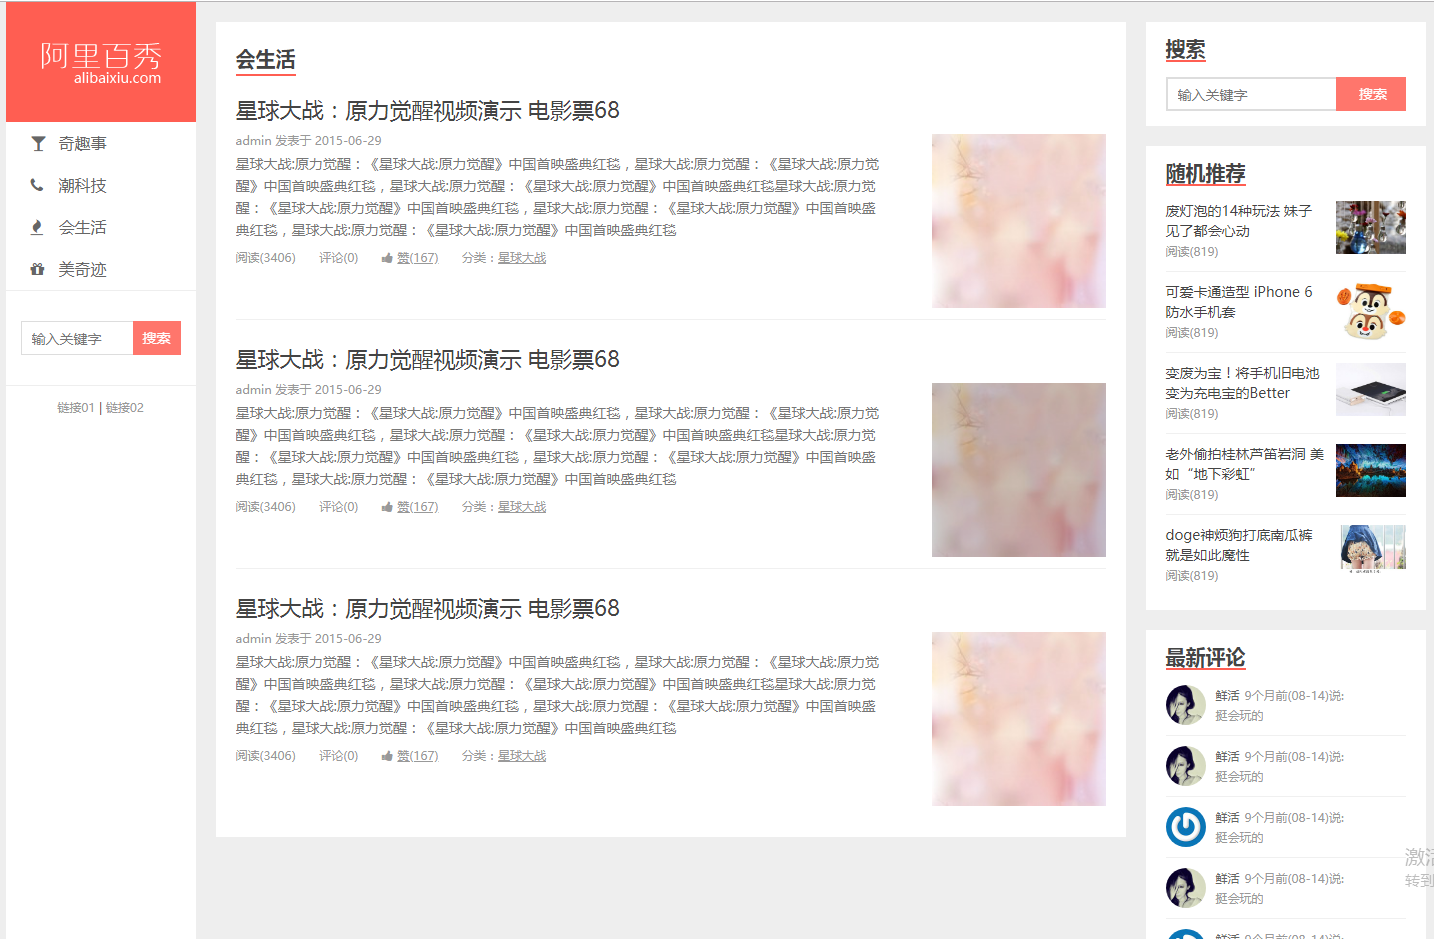 阿里百秀
alibaixiu.com
奇趣事
潮科技
会生活
美奇迹
输入关键字 搜索
链接01 | 链接02
会生活
星球大战：原力觉醒视频演示 电影票68
admin 发表于 2015-06-29
星球大战:原力觉醒：《星球大战:原力觉醒》中国首映盛典红毯，星球大战:原力觉醒：《星球大战:原力觉
醒》中国首映盛典红毯，星球大战:原力觉醒：《星球大战:原力觉醒》中国首映盛典红毯星球大战:原力觉
醒：《星球大战:原力觉醒》中国首映盛典红毯，星球大战:原力觉醒：《星球大战:原力觉醒》中国首映盛
典红毯，星球大战:原力觉醒：《星球大战:原力觉醒》中国首映盛典红毯
阅读(3406) 评论(0) 赞(167) 分类：星球大战
星球大战：原力觉醒视频演示 电影票68
admin 发表于 2015-06-29
星球大战:原力觉醒：《星球大战:原力觉醒》中国首映盛典红毯，星球大战:原力觉醒：《星球大战:原力觉
醒》中国首映盛典红毯，星球大战:原力觉醒：《星球大战:原力觉醒》中国首映盛典红毯星球大战:原力觉
醒：《星球大战:原力觉醒》中国首映盛典红毯，星球大战:原力觉醒：《星球大战:原力觉醒》中国首映盛
典红毯，星球大战:原力觉醒：《星球大战:原力觉醒》中国首映盛典红毯
阅读(3406) 评论(0) 赞(167) 分类：星球大战
星球大战：原力觉醒视频演示 电影票68
admin 发表于 2015-06-29
星球大战:原力觉醒：《星球大战:原力觉醒》中国首映盛典红毯，星球大战:原力觉醒：《星球大战:原力觉
醒》中国首映盛典红毯，星球大战:原力觉醒：《星球大战:原力觉醒》中国首映盛典红毯星球大战:原力觉
醒：《星球大战:原力觉醒》中国首映盛典红毯，星球大战:原力觉醒：《星球大战:原力觉醒》中国首映盛
典红毯，星球大战:原力觉醒：《星球大战:原力觉醒》中国首映盛典红毯
阅读(3406) 评论(0) 赞(167) 分类：星球大战
搜索
输入关键字 搜索
随机推荐
废灯泡的14种玩法 妹子
见了都会心动
阅读(819)
可爱卡通造型 iPhone 6
防水手机套
阅读(819)
变废为宝！将手机旧电池
变为充电宝的Better
阅读(819)
老外偷拍桂林芦笛岩洞 美
如“地下彩虹”
阅读(819)
doge神烦狗打底南瓜裤
就是如此魔性
阅读(819)
最新评论
鲜活 9个月前(08-14)说:
挺会玩的
鲜活 9个月前(08-14)说:
挺会玩的
鲜活 9个月前(08-14)说:
挺会玩的
鲜活 9个月前(08-14)说:
挺会玩的
鲜活 9个月前(08-14)说:
激活
转到